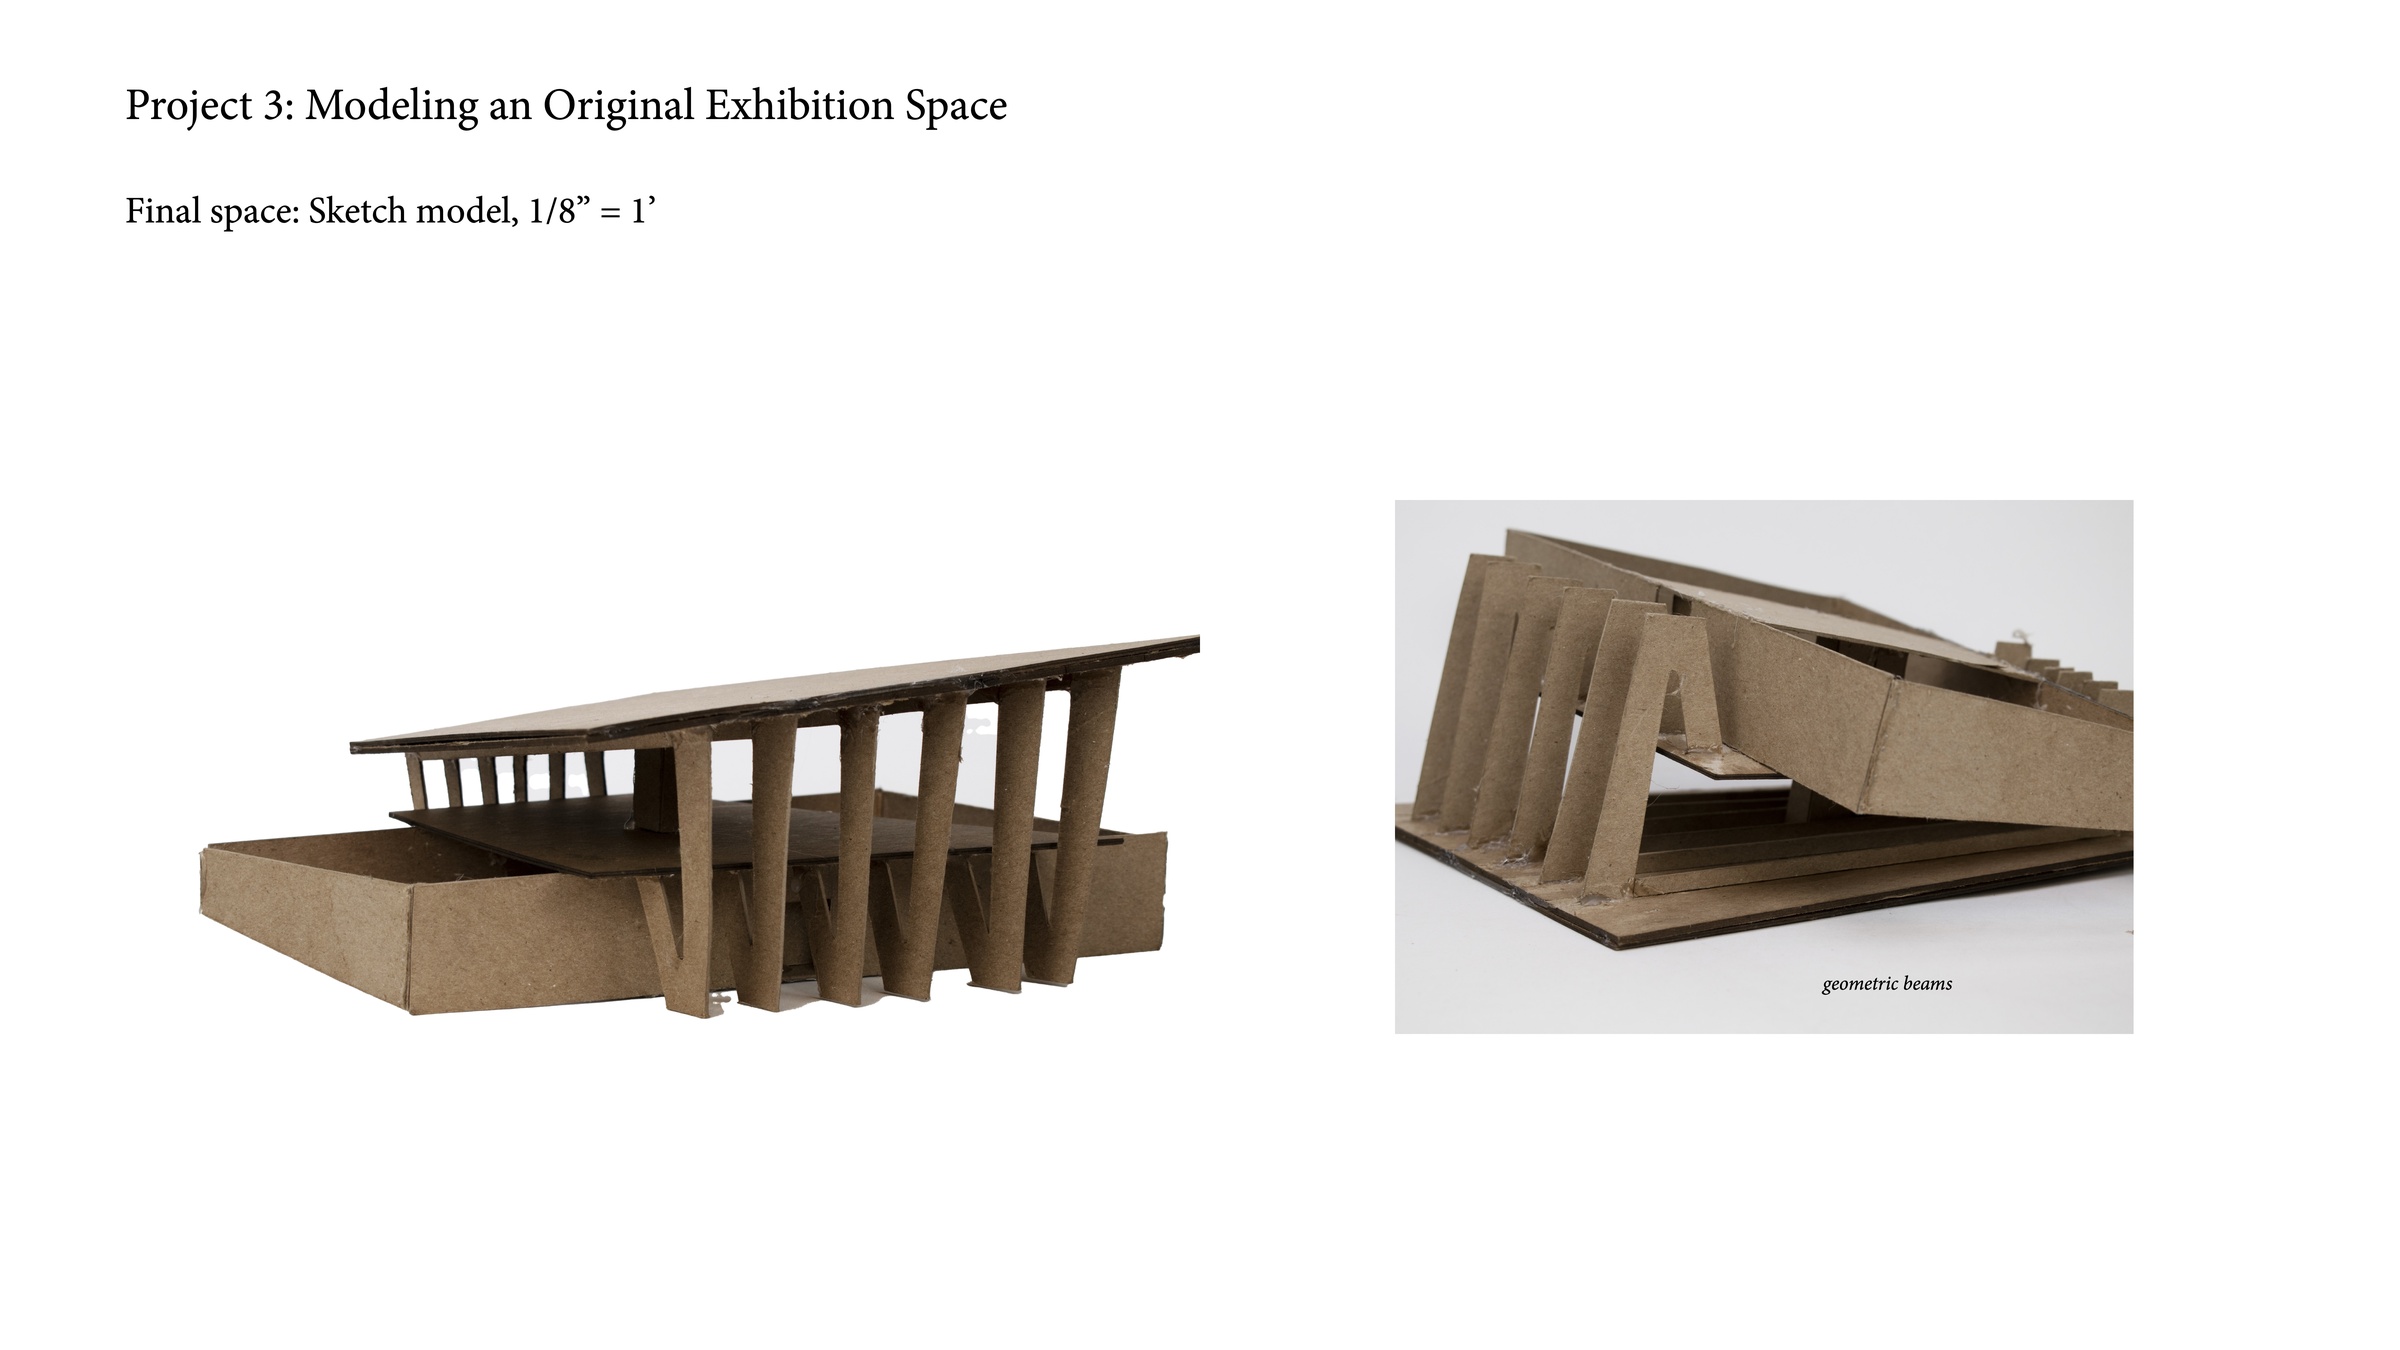 Project 3: Modeling an Original Exhibition Space
Final space: Sketch model, 1/8” = 1’
geometric beams